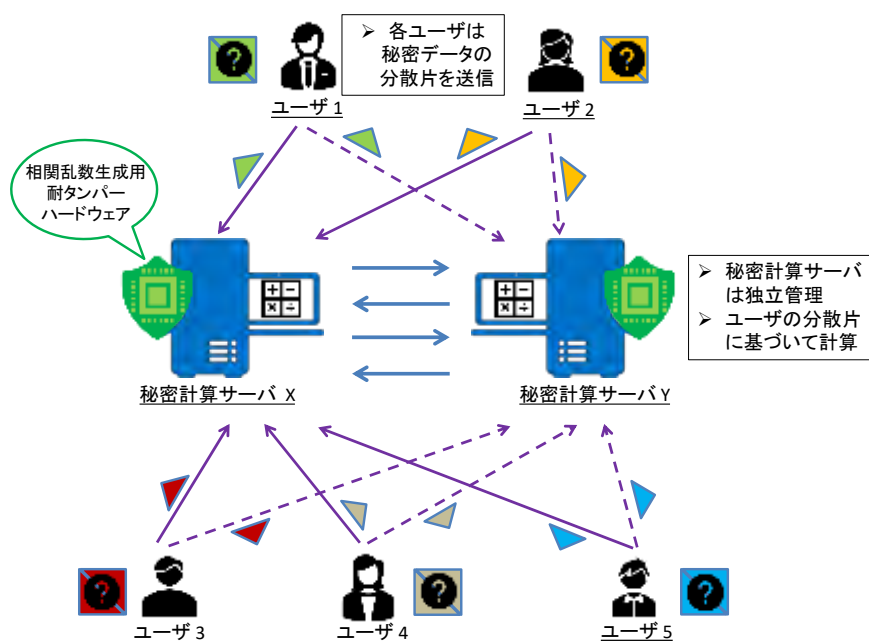 ➢ 各ユーザは
秘密データの
分散片を送信
ユーザ 1
ユーザ 2
相関乱数生成用
耐タンパー
ハードウェア
➢ 秘密計算サーバ
は独立管理
➢ ユーザの分散片
に基づいて計算
秘密計算サーバ X
秘密計算サーバ Y
ユーザ 3
ユーザ 4
ユーザ 5